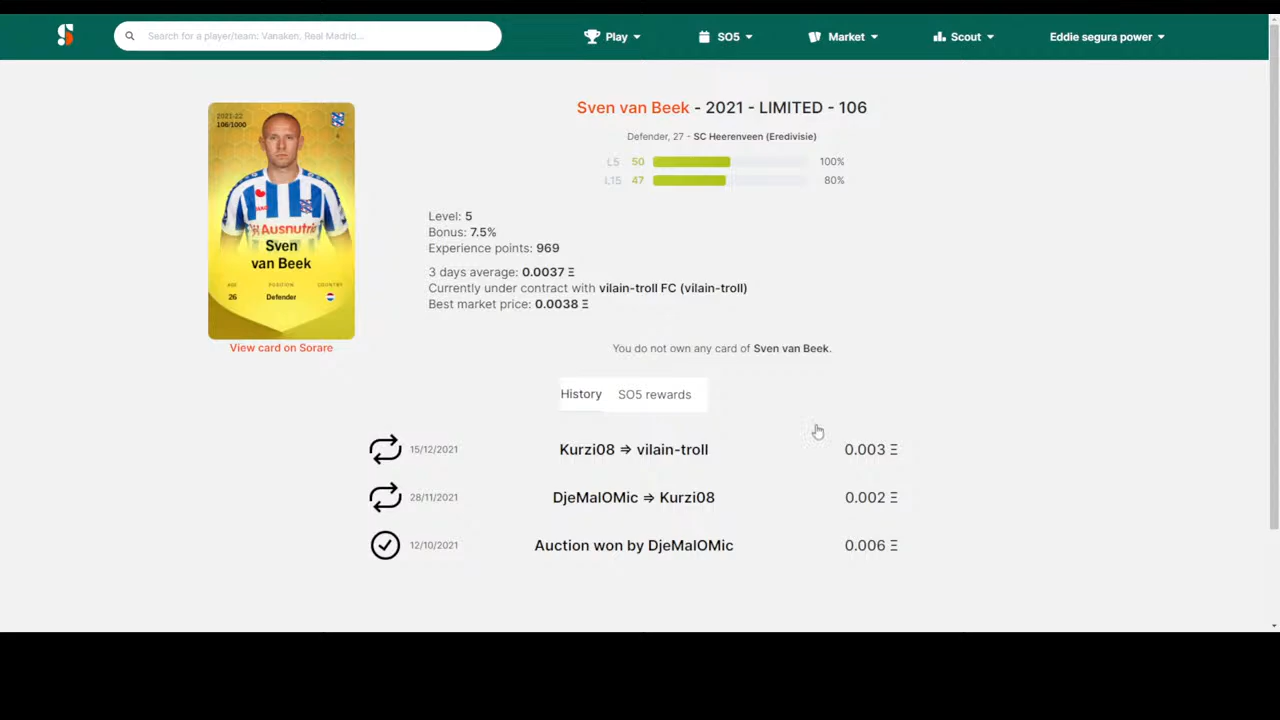 Search for a player/team: Vanaken, Real Madrid...
Play
SO5
Market
Scout
Eddie segura power
2021-22
106/1000
Ausnutria
Sven
van Beek
AGE POSITION COUNTRY
26 Defender
View card on Sorare
Sven van Beek - 2021 - LIMITED - 106
Defender, 27 - SC Heerenveen (Eredivisie)
L5 50 100%
L15 47 80%
Level: 5
Bonus: 7.5%
Experience points: 969
3 days average: 0.0037 Ξ
Currently under contract with vilain-troll FC (vilain-troll)
Best market price: 0.0038 Ξ
You do not own any card of Sven van Beek.
History SO5 rewards
15/12/2021 Kurzi08 ⇒ vilain-troll 0.003 Ξ
28/11/2021 DjeMalOMic ⇒ Kurzi08 0.002 Ξ
12/10/2021 Auction won by DjeMalOMic 0.006 Ξ